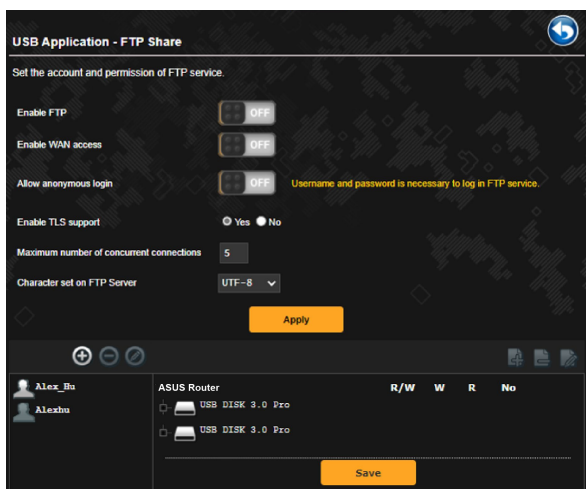 USB Application - FTP Share
Set the account and permission of FTP service.
Enable FTP OFF
Enable WAN access OFF
Allow anonymous login OFF Username and password is necessary to log in FTP service.
Enable TLS support Yes No
Maximum number of concurrent connections 5
Character set on FTP Server UTF-8
Apply
Alex_Hu
Alexhu
ASUS Router R/W W R No
USB DISK 3.0 Pro
USB DISK 3.0 Pro
Save